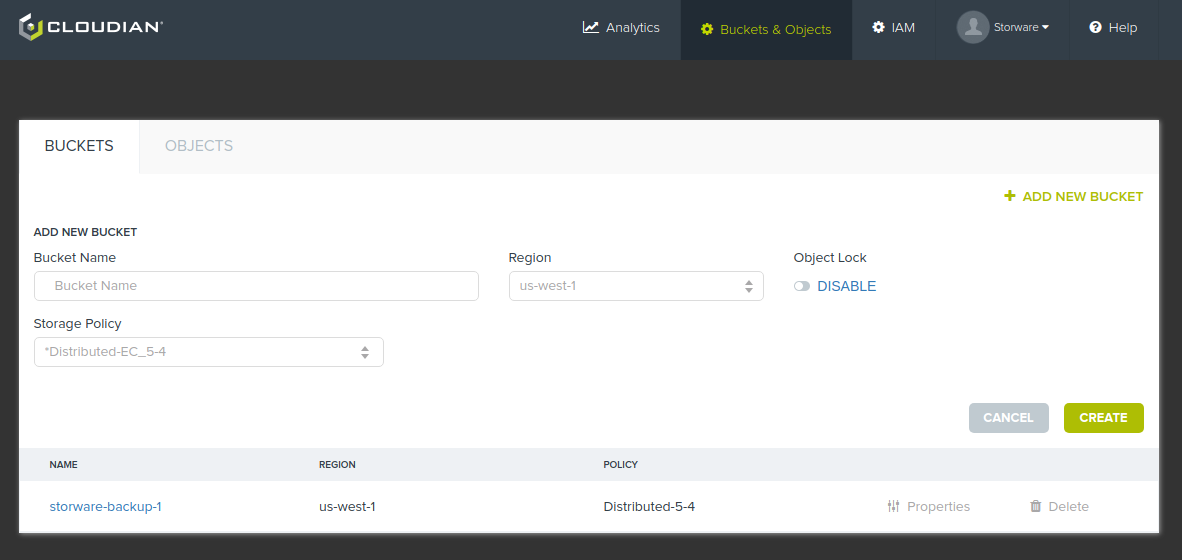 CLOUDIAN
Analytics
Buckets & Objects
IAM
Storware
Help
BUCKETS
OBJECTS
+ ADD NEW BUCKET
ADD NEW BUCKET
Bucket Name
Region
Object Lock
Bucket Name
us-west-1
DISABLE
Storage Policy
*Distributed-EC_5-4
CANCEL
CREATE
NAME REGION POLICY
storware-backup-1 us-west-1 Distributed-5-4 Properties Delete